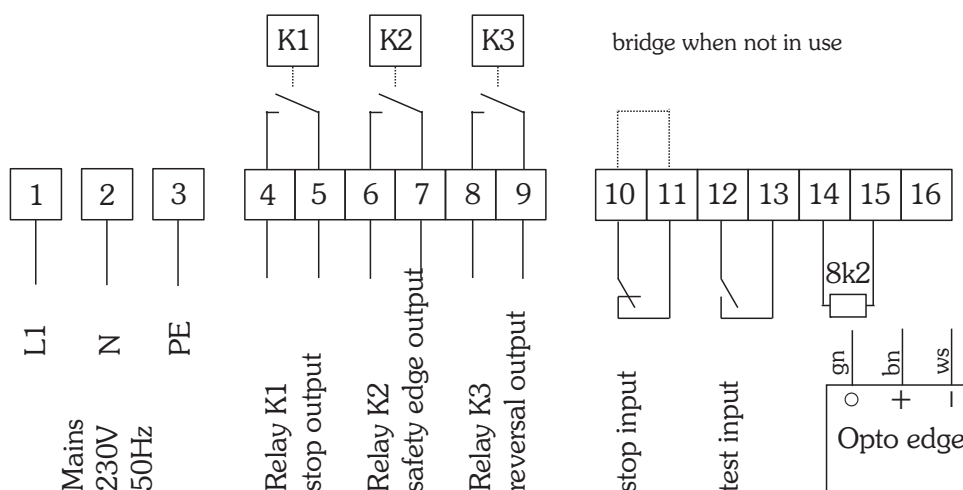 K1 K2 K3
bridge when not in use
1 2 3 4 5 6 7 8 9 10 11 12 13 14 15 16
8k2
L1
N
PE
Mains
230V
50Hz
Relay K1
stop output
Relay K2
safety edge output
Relay K3
reversal output
stop input
test input
gn
bn
ws
+ −
Opto edge